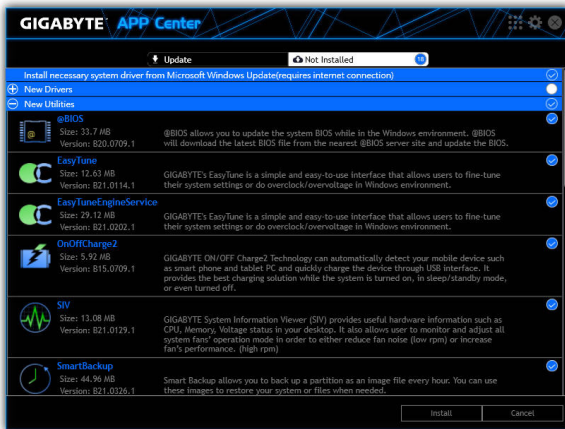 GIGABYTE APP Center
Update
Not Installed
18
Install necessary system driver from Microsoft Windows Update(requires internet connection)
New Drivers
New Utilities
@
@BIOS
Size: 33.7 MB
Version: B20.0709.1
@BIOS allows you to update the system BIOS while in the Windows environment. @BIOS
will download the latest BIOS file from the nearest @BIOS server site and update the BIOS.
EasyTune
Size: 12.63 MB
Version: B21.0114.1
GIGABYTE's EasyTune is a simple and easy-to-use interface that allows users to fine-tune
their system settings or do overclock/overvoltage in Windows environment.
EasyTuneEngineService
Size: 29.12 MB
Version: B21.0202.1
GIGABYTE's EasyTune is a simple and easy-to-use interface that allows users to fine-tune
their system settings or do overclock/overvoltage in Windows environment.
OnOffCharge2
Size: 5.92 MB
Version: B15.0709.1
GIGABYTE ON/OFF Charge2 Technology can automatically detect your mobile device such
as smart phone and tablet PC and quickly charge the device through USB interface. It
provides the best charging solution while the system is turned on, in sleep/standby mode,
or even turned off.
SIV
Size: 13.08 MB
Version: B21.0129.1
GIGABYTE System Information Viewer (SIV) provides useful hardware information such as
CPU, Memory, Voltage status in your desktop. It also allows user to monitor and adjust all
system fans' operation mode in order to either reduce fan noise (low rpm) or increase
fan's performance. (high rpm)
SmartBackup
Size: 44.96 MB
Version: B21.0326.1
Smart Backup allows you to back up a partition as an image file every hour. You can use
these images to restore your system or files when needed.
Install
Cancel